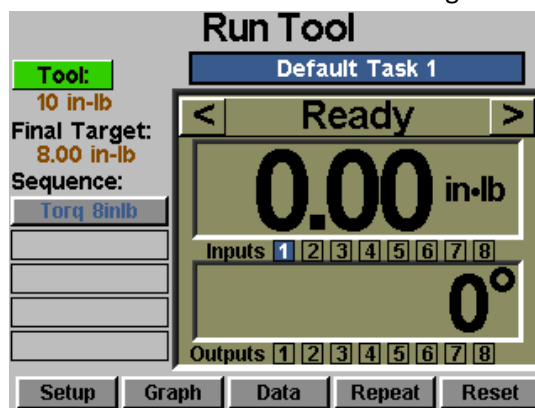 Run Tool
Default Task 1
Tool:
10 in-lb
Final Target:
8.00 in-lb
Sequence:
Torq 8inlb
< Ready >
0.00 in•lb
Inputs 1 2 3 4 5 6 7 8
0°
Outputs 1 2 3 4 5 6 7 8
Setup Graph Data Repeat Reset